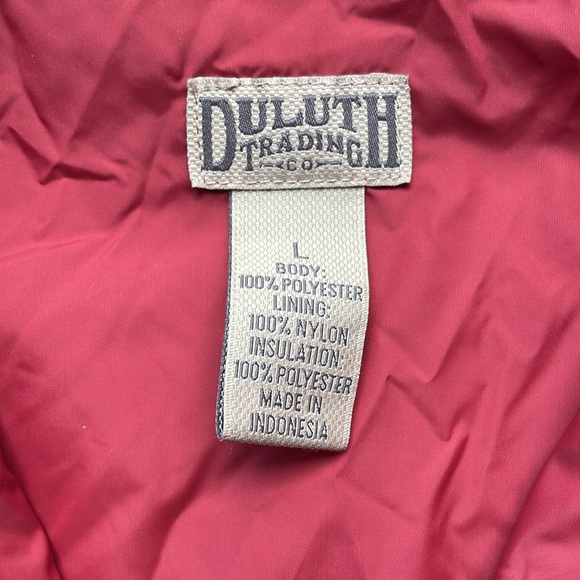 DULUTH
TRADING
CO
L
BODY:
100% POLYESTER
LINING:
100% NYLON
INSULATION:
100% POLYESTER
MADE IN
INDONESIA